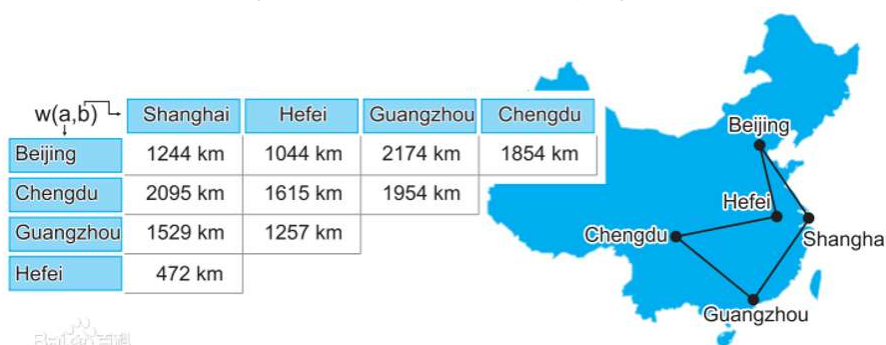 w(a,b) Shanghai Hefei Guangzhou Chengdu
Beijing 1244 km 1044 km 2174 km 1854 km
Chengdu 2095 km 1615 km 1954 km
Guangzhou 1529 km 1257 km
Hefei 472 km
Beijing
Hefei
Chengdu
Shangha
Guangzhou